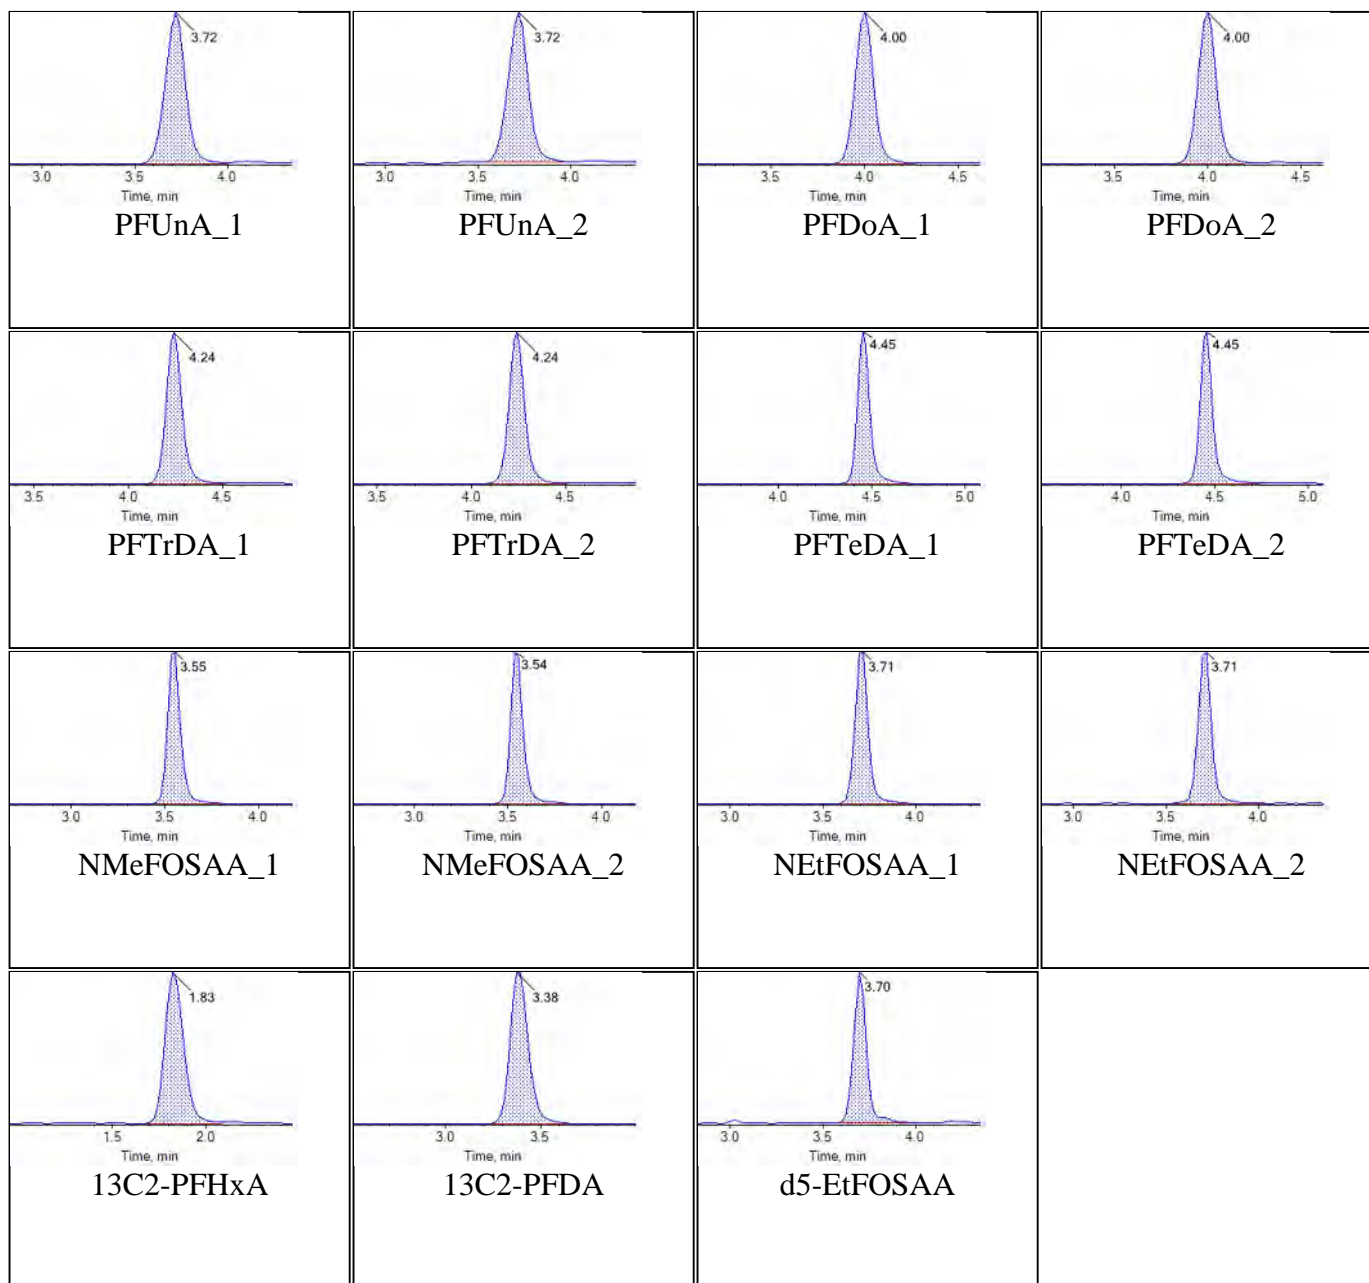 3.72
3.72
4.00
4.00
3.0 3.5 4.0
3.0 3.5 4.0
3.5 4.0 4.5
3.5 4.0 4.5
Time, min
Time, min
Time, min
Time, min
PFUnA_1
PFUnA_2
PFDoA_1
PFDoA_2
4.24
4.24
4.45
4.45
3.5 4.0 4.5
3.5 4.0 4.5
4.0 4.5 5.0
4.0 4.5 5.0
Time, min
Time, min
Time, min
Time, min
PFTrDA_1
PFTrDA_2
PFTeDA_1
PFTeDA_2
3.55
3.54
3.71
3.71
3.0 3.5 4.0
3.0 3.5 4.0
3.0 3.5 4.0
3.0 3.5 4.0
Time, min
Time, min
Time, min
Time, min
NMeFOSAA_1
NMeFOSAA_2
NEtFOSAA_1
NEtFOSAA_2
1.83
3.38
3.70
1.5 2.0
3.0 3.5
3.0 3.5 4.0
Time, min
Time, min
Time, min
13C2-PFHxA
13C2-PFDA
d5-EtFOSAA